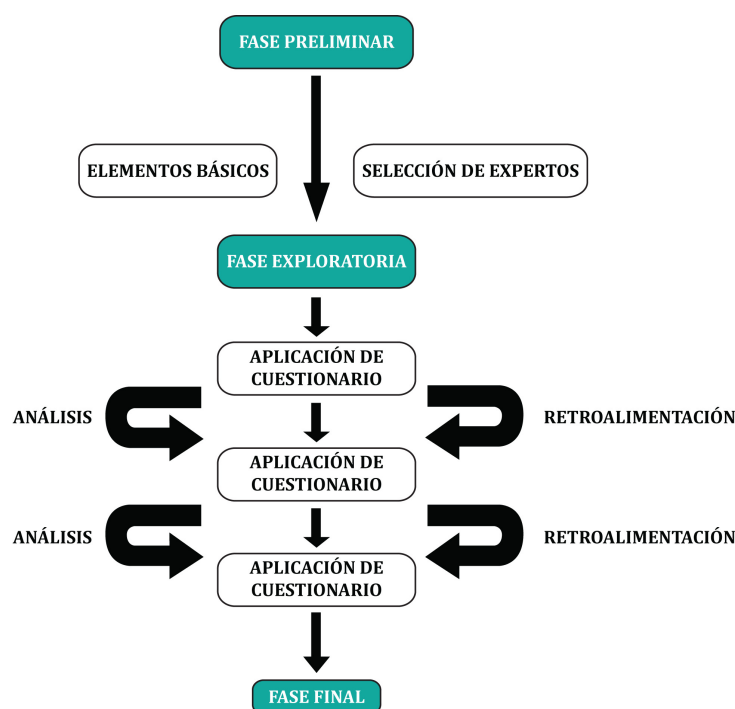 FASE PRELIMINAR
ELEMENTOS BÁSICOS
SELECCIÓN DE EXPERTOS
FASE EXPLORATORIA
APLICACIÓN DE
CUESTIONARIO
ANÁLISIS
RETROALIMENTACIÓN
APLICACIÓN DE
CUESTIONARIO
ANÁLISIS
RETROALIMENTACIÓN
APLICACIÓN DE
CUESTIONARIO
FASE FINAL